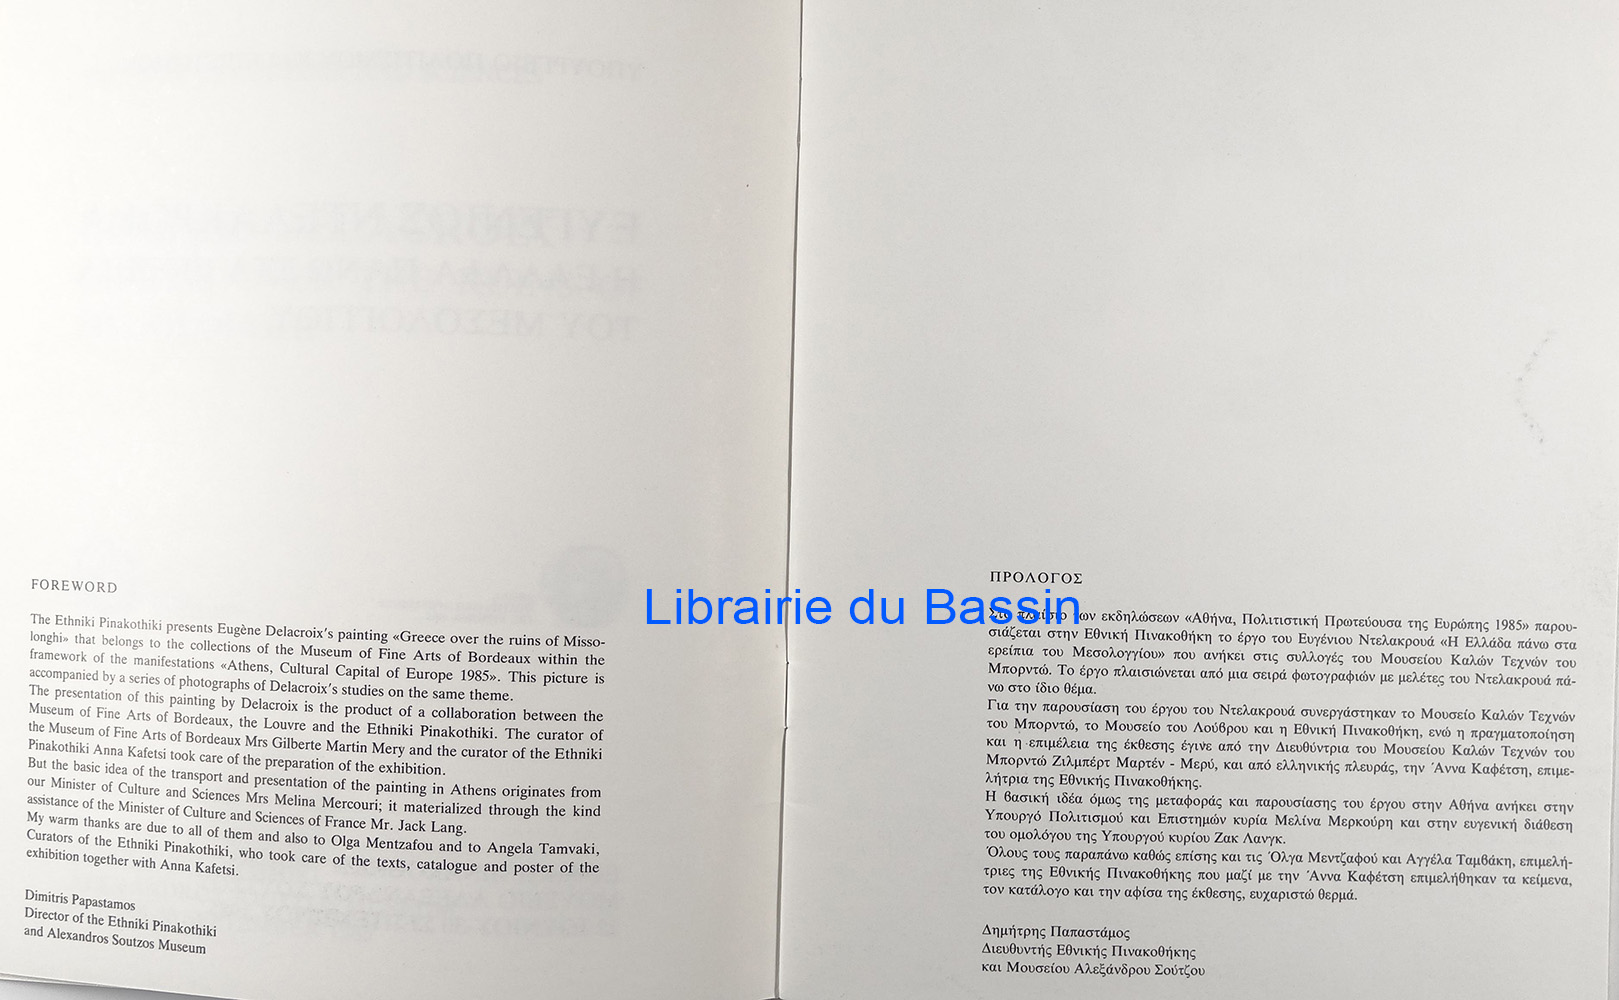 FOREWORD
The Ethniki Pinakothiki presents Eugène Delacroix's painting «Greece over the ruins of Misso-
longhi» that belongs to the collections of the Museum of Fine Arts of Bordeaux within the
framework of the manifestations «Athens, Cultural Capital of Europe 1985». This picture is
accompanied by a series of photographs of Delacroix's studies on the same theme.
The presentation of this painting by Delacroix is the product of a collaboration between the
Museum of Fine Arts of Bordeaux, the Louvre and the Ethniki Pinakothiki. The curator of
the Museum of Fine Arts of Bordeaux Mrs Gilberte Martin Mery and the curator of the Ethniki
Pinakothiki Anna Kafetsi took care of the preparation of the exhibition.
But the basic idea of the transport and presentation of the painting in Athens originates from
our Minister of Culture and Sciences Mrs Melina Mercouri; it materialized through the kind
assistance of the Minister of Culture and Sciences of France Mr. Jack Lang.
My warm thanks are due to all of them and also to Olga Mentzafou and to Angela Tamvaki,
Curators of the Ethniki Pinakothiki, who took care of the texts, catalogue and poster of the
exhibition together with Anna Kafetsi.
Dimitris Papastamos
Director of the Ethniki Pinakothiki
and Alexandros Soutzos Museum
Librairie du Bassin
ΠΡΟΛΟΓΟΣ
Στο πλαίσιο των εκδηλώσεων «Αθήνα, Πολιτιστική Πρωτεύουσα της Ευρώπης 1985» παρου-
σιάζεται στην Εθνική Πινακοθήκη το έργο του Ευγένιου Ντελακρουά «Η Ελλάδα πάνω στα
ερείπια του Μεσολογγίου» που ανήκει στις συλλογές του Μουσείου Καλών Τεχνών του
Μπορντώ. Το έργο πλαισιώνεται από μια σειρά φωτογραφιών με μελέτες του Ντελακρουά πά-
νω στο ίδιο θέμα.
Για την παρουσίαση του έργου του Ντελακρουά συνεργάστηκαν το Μουσείο Καλών Τεχνών
του Μπορντώ, το Μουσείο του Λούβρου και η Εθνική Πινακοθήκη, ενώ η πραγματοποίηση
και η επιμέλεια της έκθεσης έγινε από την Διευθύντρια του Μουσείου Καλών Τεχνών του
Μπορντώ Ζιλμπέρτ Μαρτέν - Μερύ, και από ελληνικής πλευράς, την Άννα Καφέτση, επιμε-
λήτρια της Εθνικής Πινακοθήκης.
Η βασική ιδέα όμως της μεταφοράς και παρουσίασης του έργου στην Αθήνα ανήκει στην
Υπουργό Πολιτισμού και Επιστημών κυρία Μελίνα Μερκούρη και στην ευγενική διάθεση
του ομολόγου της Υπουργού κυρίου Ζακ Λανγκ.
Όλους τους παραπάνω καθώς επίσης και τις Όλγα Μεντζαφού και Αγγέλα Ταμβάκη, επιμελή-
τριες της Εθνικής Πινακοθήκης που μαζί με την Άννα Καφέτση επιμελήθηκαν τα κείμενα,
τον κατάλογο και την αφίσα της έκθεσης, ευχαριστώ θερμά.
Δημήτρης Παπαστάμος
Διευθυντής Εθνικής Πινακοθήκης
και Μουσείου Αλεξάνδρου Σούτζου